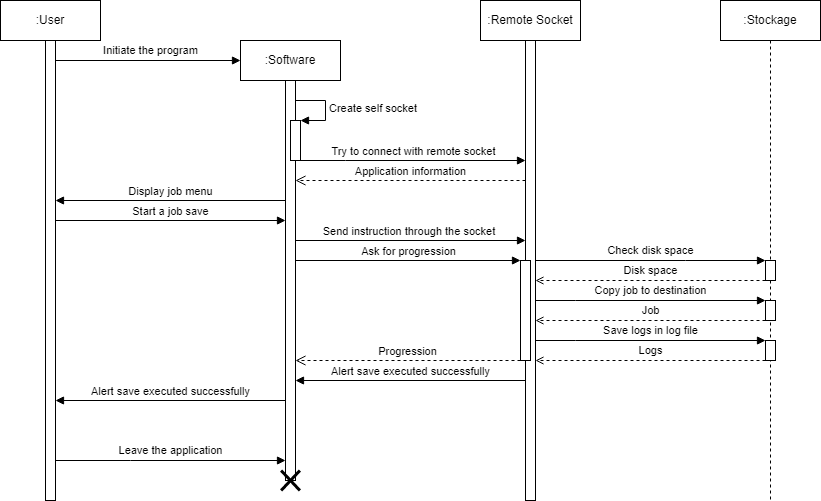 :User
:Remote Socket
:Stockage
Initiate the program
:Software
Create self socket
Try to connect with remote socket
Application information
Display job menu
Start a job save
Send instruction through the socket
Ask for progression
Check disk space
Disk space
Copy job to destination
Job
Save logs in log file
Progression
Logs
Alert save executed successfully
Alert save executed successfully
Leave the application